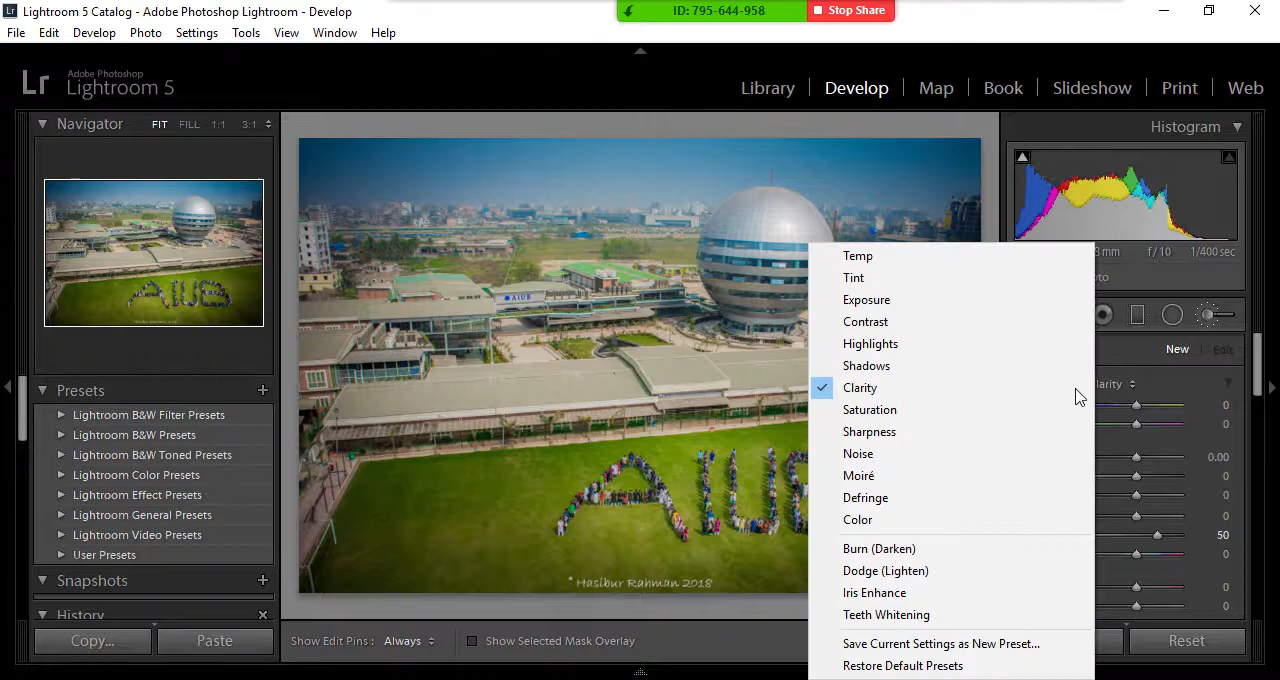 Lightroom 5 Catalog - Adobe Photoshop Lightroom - Develop
ID: 795-644-958
Stop Share
File Edit Develop Photo Settings Tools View Window Help
Lr
Adobe Photoshop
Lightroom 5
Library Develop Map Book Slideshow Print Web
Navigator FIT FILL 1:1 3:1
AIUB
Presets
Lightroom B&W Filter Presets
Lightroom B&W Presets
Lightroom B&W Toned Presets
Lightroom Color Presets
Lightroom Effect Presets
Lightroom General Presets
Lightroom Video Presets
User Presets
Snapshots
History
Copy... Paste
AIUB
Hasibur Rahman 2018
Show Edit Pins : Always
Show Selected Mask Overlay
Temp
Tint
Exposure
Contrast
Highlights
Shadows
Clarity
Saturation
Sharpness
Noise
Moiré
Defringe
Color
Burn (Darken)
Dodge (Lighten)
Iris Enhance
Teeth Whitening
Save Current Settings as New Preset...
Restore Default Presets
Histogram
mm f/10 1/400 sec
New Edit
larity
0
0
0.00
0
0
0
50
0
0
0
Reset